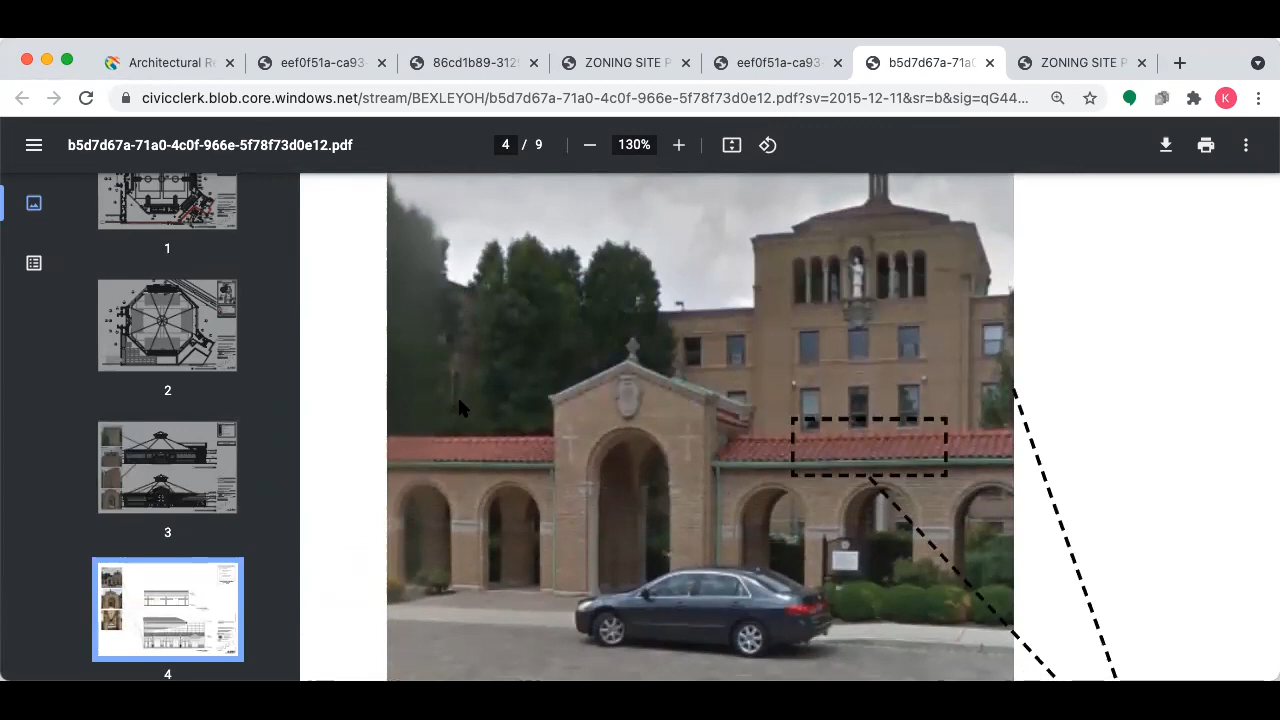 Architectural Re
eef0f51a-ca93-
86cd1b89-3129
ZONING SITE P
eef0f51a-ca93-
b5d7d67a-71a0
ZONING SITE P
civicclerk.blob.core.windows.net/stream/BEXLEYOH/b5d7d67a-71a0-4c0f-966e-5f78f73d0e12.pdf?sv=2015-12-11&sr=b&sig=qG44...
K
b5d7d67a-71a0-4c0f-966e-5f78f73d0e12.pdf
4 / 9
130%
1
2
3
4